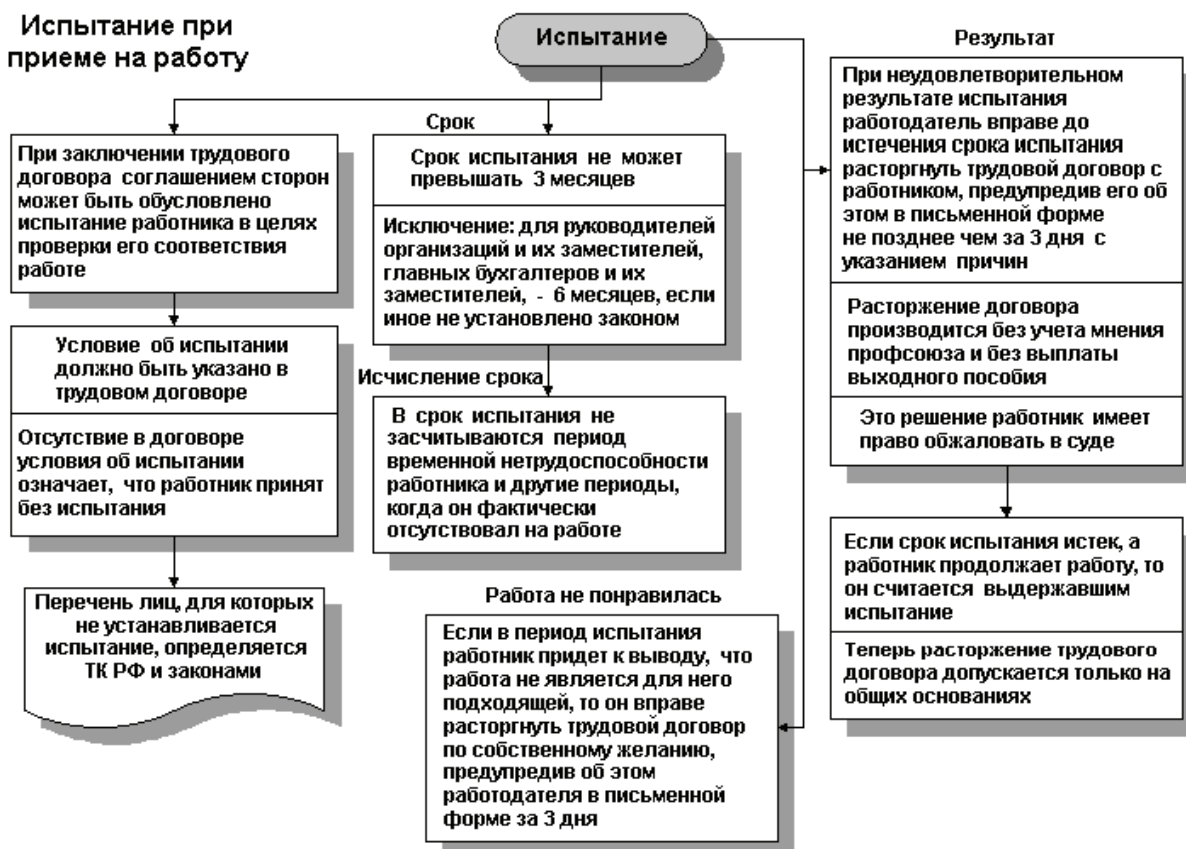 Испытание при
приеме на работу
Испытание
При заключении трудового
договора соглашением сторон
может быть обусловлено
испытание работника в целях
проверки его соответствия
работе
Условие об испытании
должно быть указано в
трудовом договоре
Отсутствие в договоре
условия об испытании
означает, что работник принят
без испытания
Перечень лиц, для которых
не устанавливается
испытание, определяется
ТК РФ и законами
Срок
Срок испытания не может
превышать 3 месяцев
Исключение: для руководителей
организаций и их заместителей,
главных бухгалтеров и их
заместителей, - 6 месяцев, если
иное не установлено законом
Исчисление срока
В срок испытания не
засчитываются период
временной нетрудоспособности
работника и другие периоды,
когда он фактически
отсутствовал на работе
Работа не понравилась
Если в период испытания
работник придет к выводу, что
работа не является для него
подходящей, то он вправе
расторгнуть трудовой договор
по собственному желанию,
предупредив об этом
работодателя в письменной
форме за 3 дня
Результат
При неудовлетворительном
результате испытания
работодатель вправе до
истечения срока испытания
расторгнуть трудовой договор с
работником, предупредив его об
этом в письменной форме
не позднее чем за 3 дня с
указанием причин
Расторжение договора
производится без учета мнения
профсоюза и без выплаты
выходного пособия
Это решение работник имеет
право обжаловать в суде
Если срок испытания истек, а
работник продолжает работу, то
он считается выдержавшим
испытание
Теперь расторжение трудового
договора допускается только на
общих основаниях